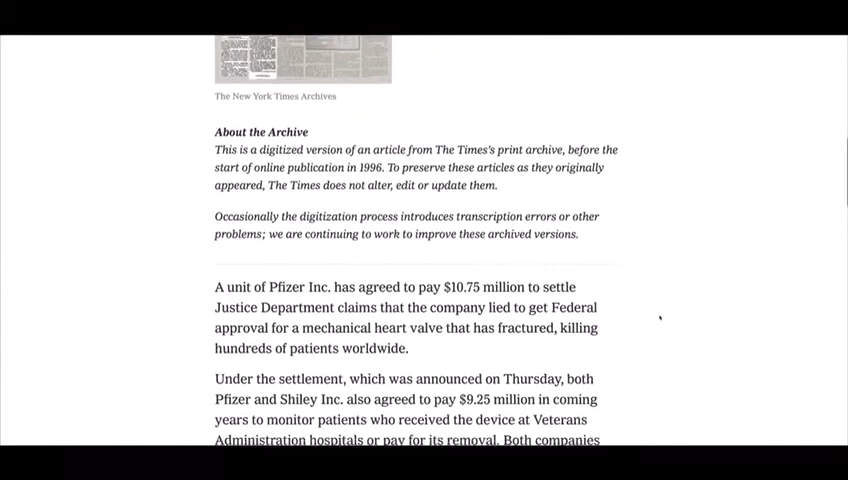 The New York Times Archives
About the Archive
This is a digitized version of an article from The Times's print archive, before the
start of online publication in 1996. To preserve these articles as they originally
appeared, The Times does not alter, edit or update them.
Occasionally the digitization process introduces transcription errors or other
problems; we are continuing to work to improve these archived versions.
A unit of Pfizer Inc. has agreed to pay $10.75 million to settle
Justice Department claims that the company lied to get Federal
approval for a mechanical heart valve that has fractured, killing
hundreds of patients worldwide.
Under the settlement, which was announced on Thursday, both
Pfizer and Shiley Inc. also agreed to pay $9.25 million in coming
years to monitor patients who received the device at Veterans
Administration hospitals or pay for its removal. Both companies